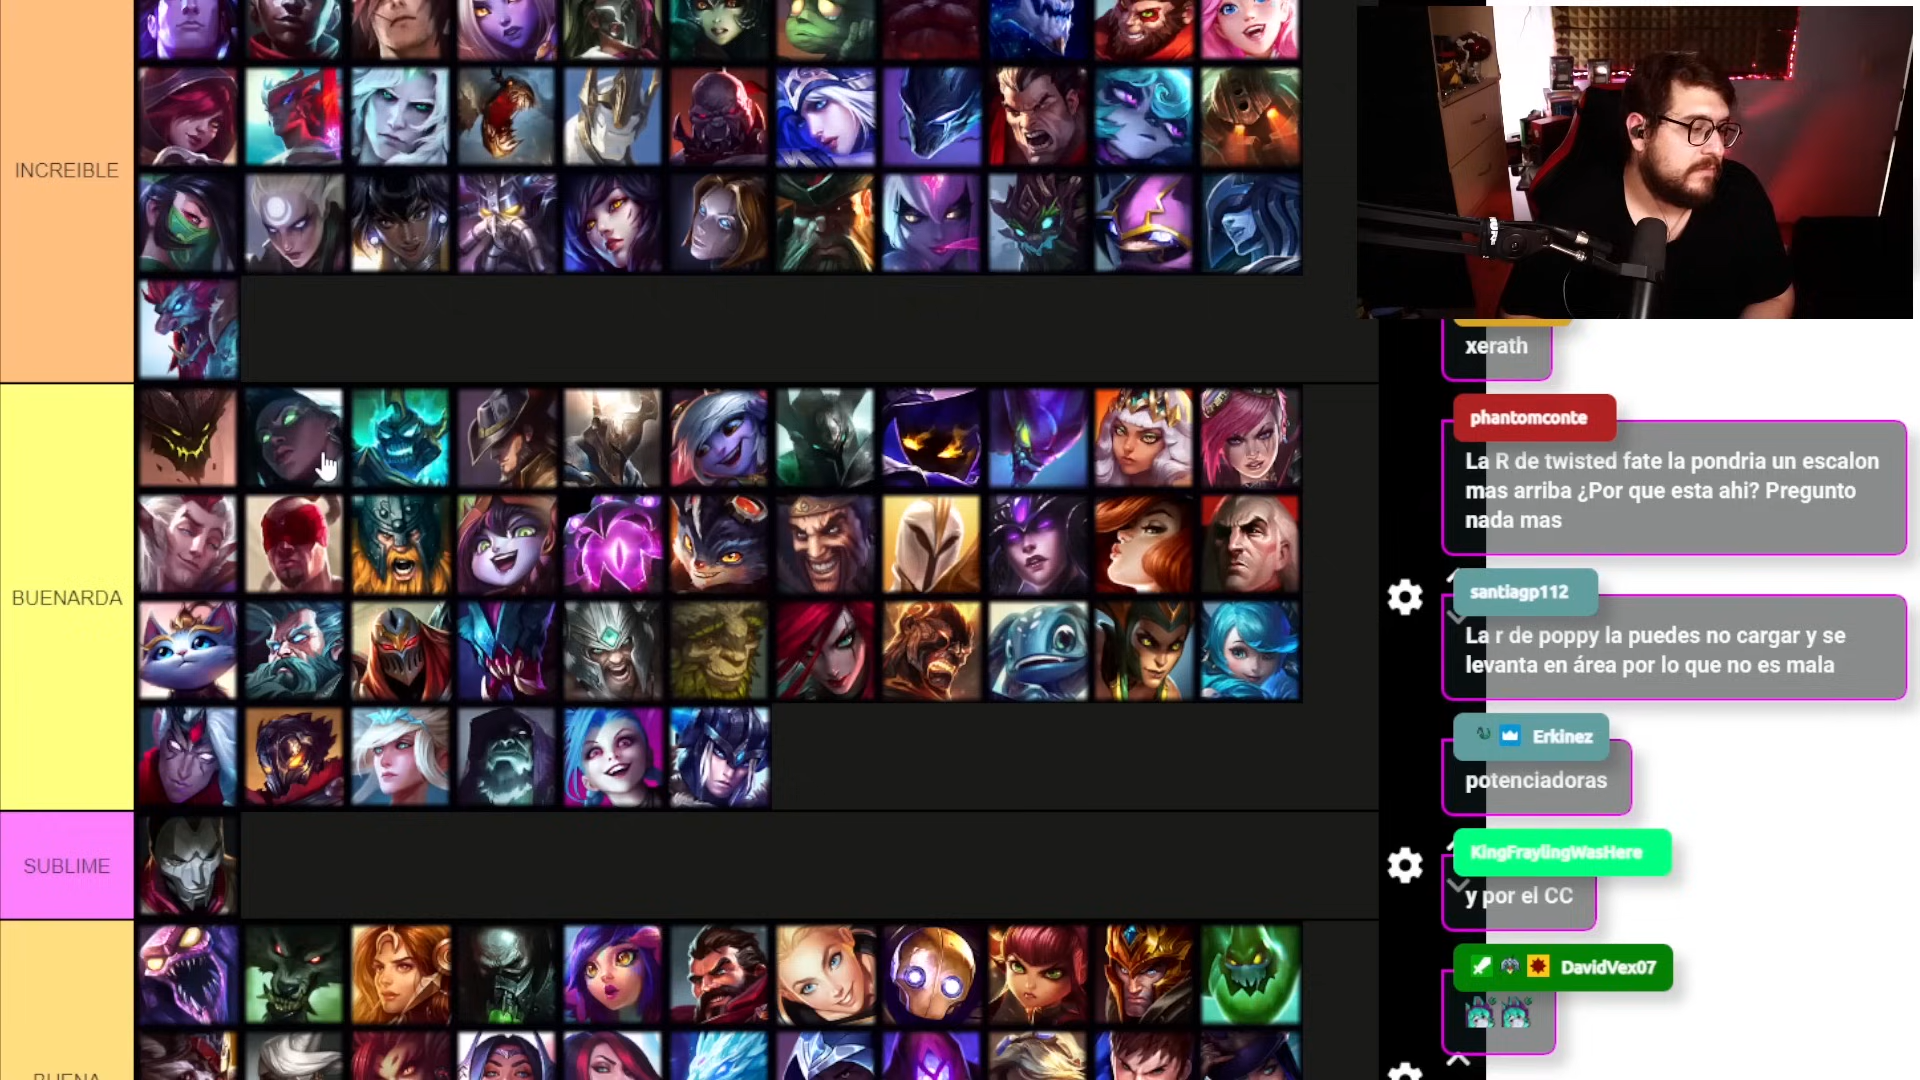 INCREIBLE
BUENARDA
SUBLIME
BUENA
xerath
phantomconte
La R de twisted fate la pondria un escalon
mas arriba ¿Por que esta ahi? Pregunto
nada mas
santiagp112
La r de poppy la puedes no cargar y se
levanta en área por lo que no es mala
Erkinez
potenciadoras
KingFraylingWasHere
y por el CC
DavidVex07